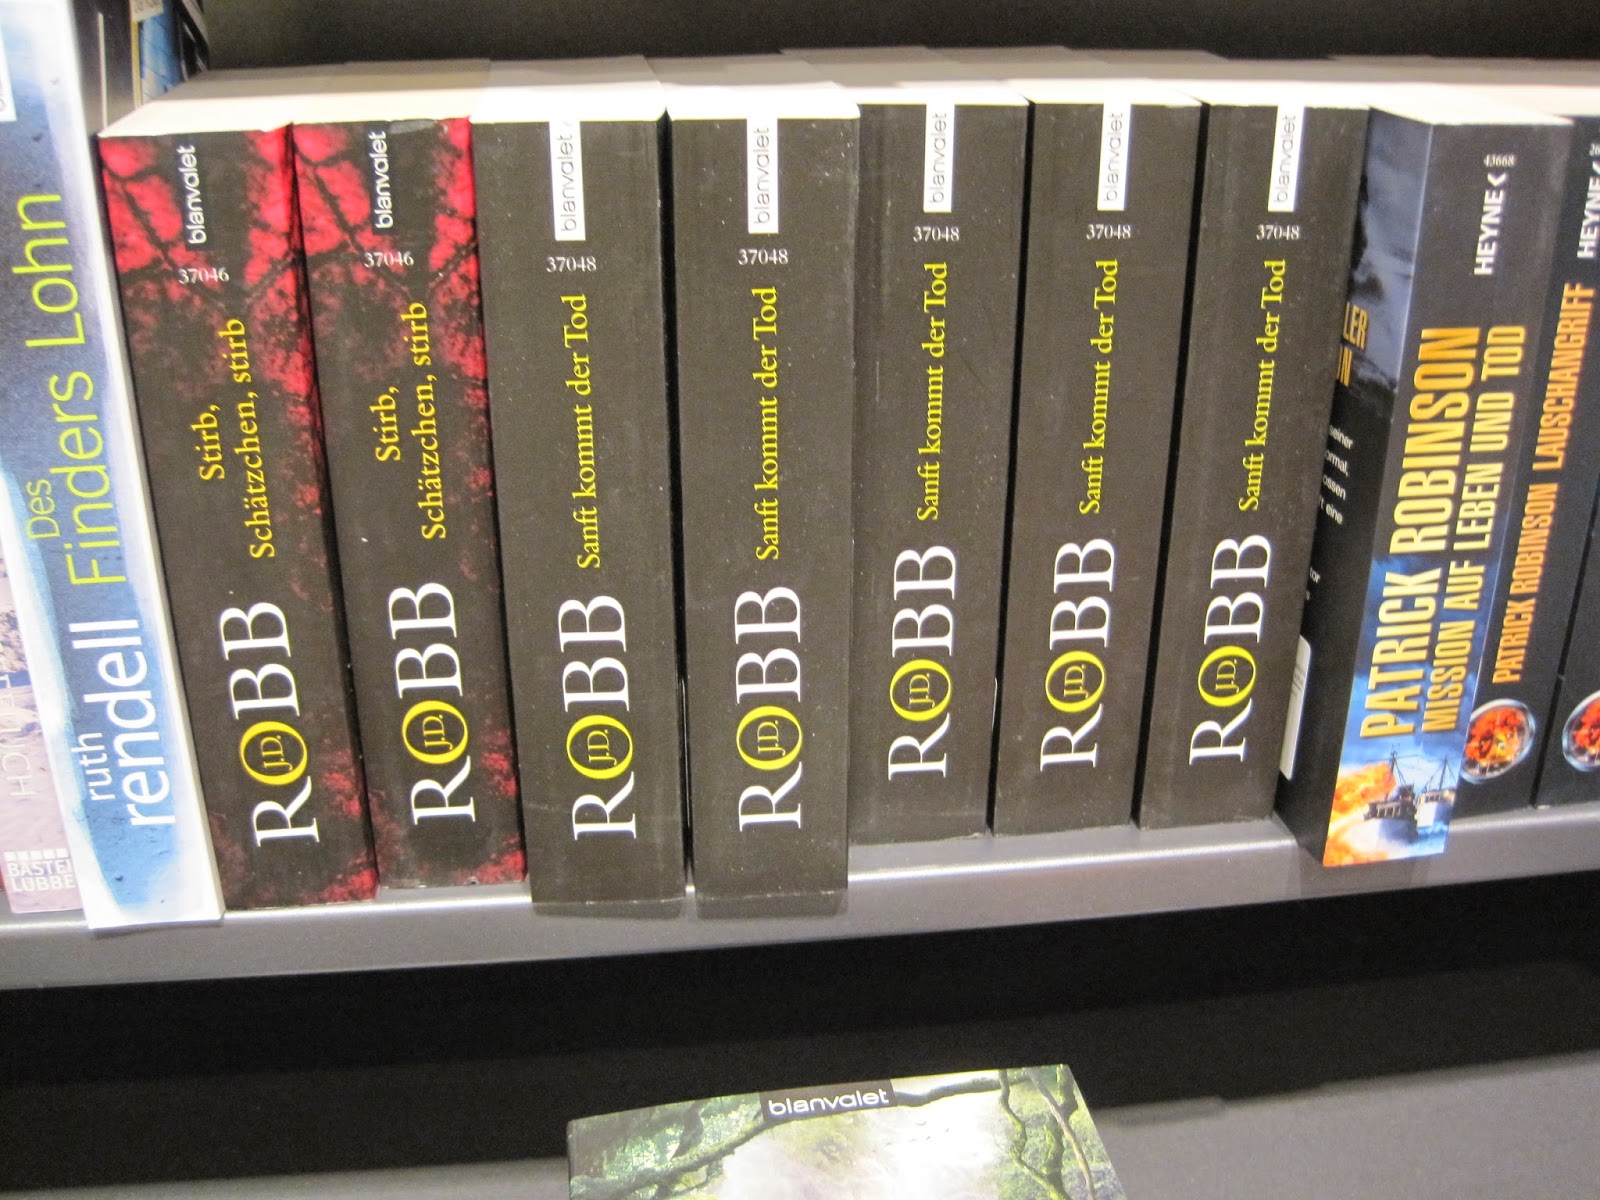 BASTEI
LÜBBE
ruth
rendell
Des
Finders Lohn
blanvalet
37046
Stirb,
Schätzchen, stirb
J.D.
ROBB
blanvalet
37046
Stirb,
Schätzchen, stirb
J.D.
ROBB
blanvalet
37048
Sanft kommt der Tod
J.D.
ROBB
blanvalet
37048
Sanft kommt der Tod
J.D.
ROBB
blanvalet
37048
Sanft kommt der Tod
J.D.
ROBB
blanvalet
37048
Sanft kommt der Tod
J.D.
ROBB
blanvalet
37048
Sanft kommt der Tod
J.D.
ROBB
eine
43668
HEYNE <
PATRICK ROBINSON
MISSION AUF LEBEN UND TOD
HEYNE <
PATRICK ROBINSON LAUSCHANGRIFF
blanvalet